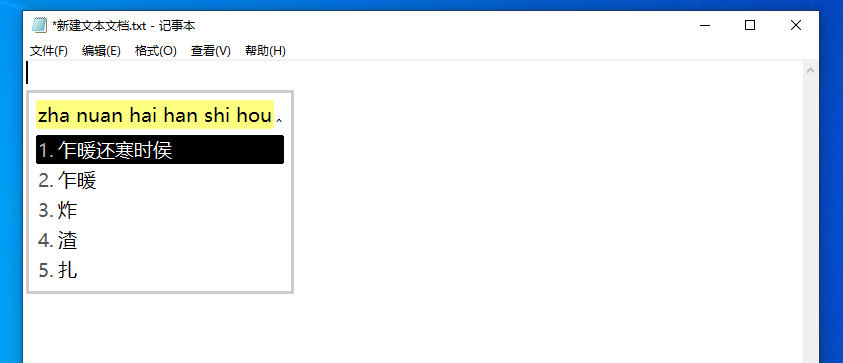 *新建文本文档.txt - 记事本
文件(F) 编辑(E) 格式(O) 查看(V) 帮助(H)
zha nuan hai han shi hou
1. 乍暖还寒时侯
2. 乍暖
3. 炸
4. 渣
5. 扎